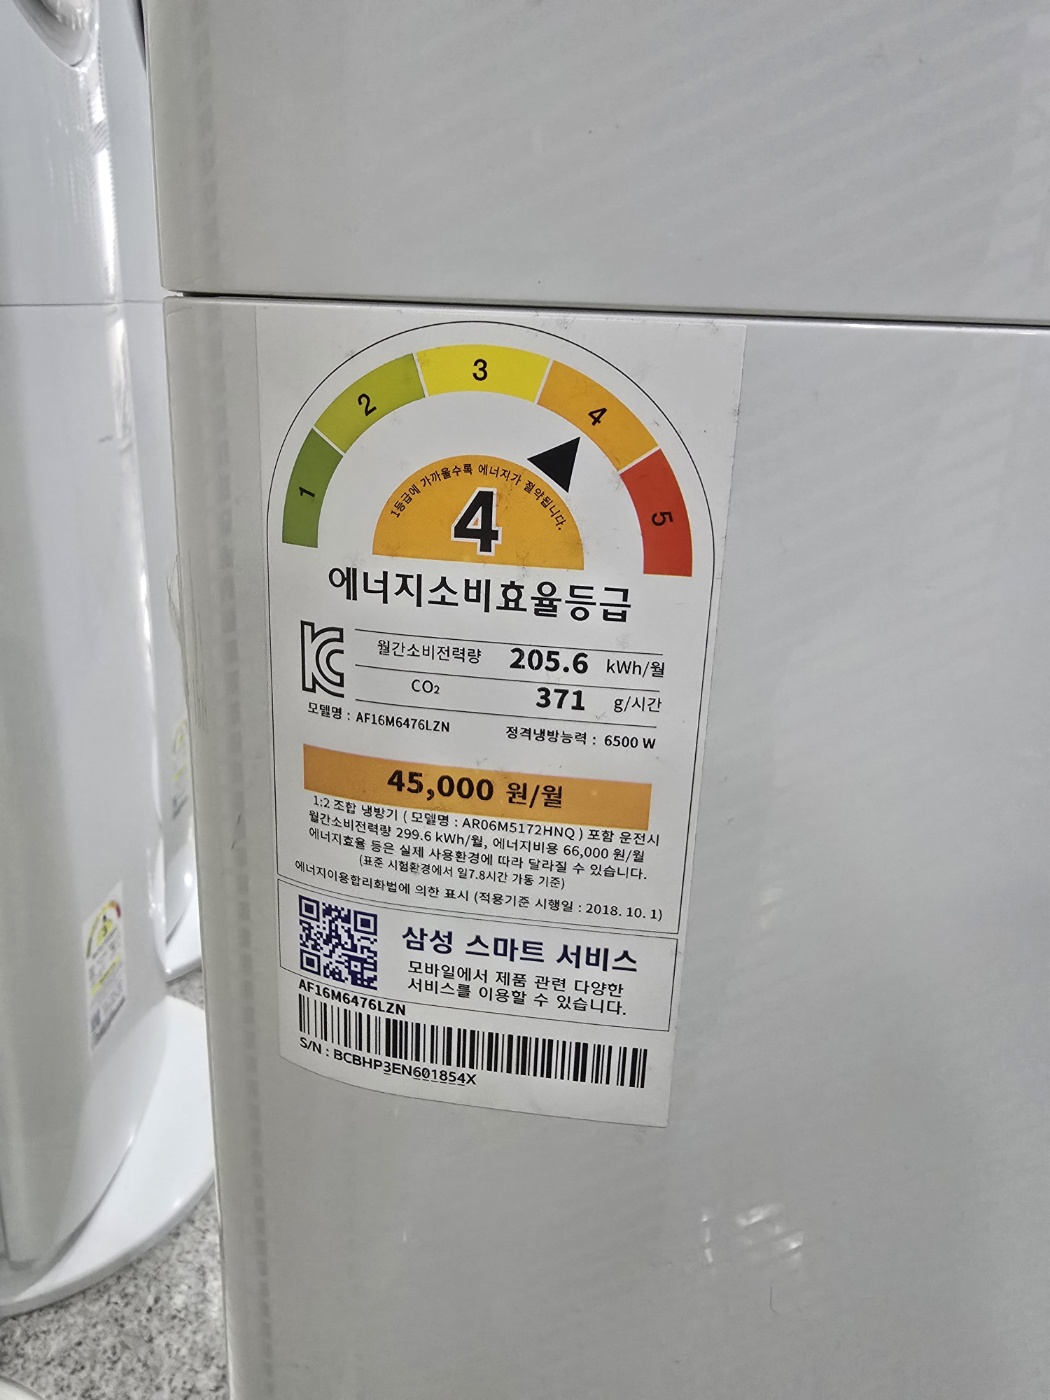 1
2
3
4
5
1등급에 가까울수록 에너지가 절약됩니다.
4
에너지소비효율등급
월간소비전력량 205.6 kWh/월
CO₂ 371 g/시간
모델명 : AF16M6476LZN 정격냉방능력 : 6500 W
45,000 원/월
1:2 조합 냉방기 ( 모델명 : AR06M5172HNQ ) 포함 운전시
월간소비전력량 299.6 kWh/월, 에너지비용 66,000 원/월
에너지효율 등은 실제 사용환경에 따라 달라질 수 있습니다.
(표준 시험환경에서 일7.8시간 가동 기준)
에너지이용합리화법에 의한 표시 (적용기준 시행일 : 2018. 10. 1)
삼성 스마트 서비스
모바일에서 제품 관련 다양한
서비스를 이용할 수 있습니다.
AF16M6476LZN
S/N : BCBHP3EN601854X